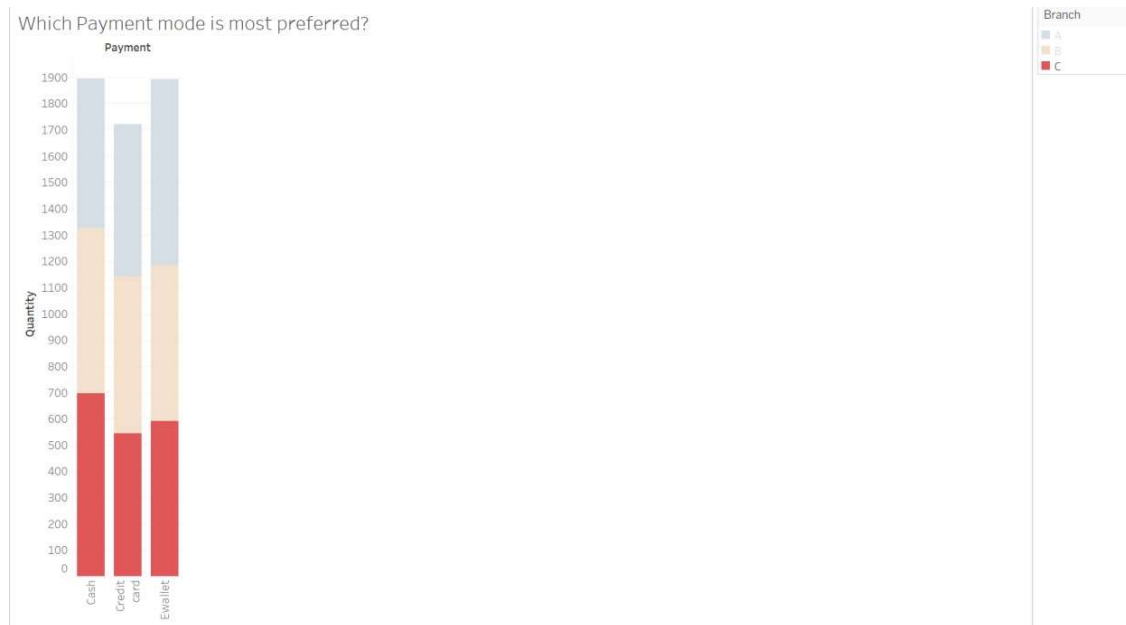 Which Payment mode is most preferred?
Payment
1900
1800
1700
1600
1500
1400
1300
1200
1100
1000
900
800
700
600
500
400
300
200
100
0
Quantity
Cash
Credit
card
Ewallet
Branch
A
B
C